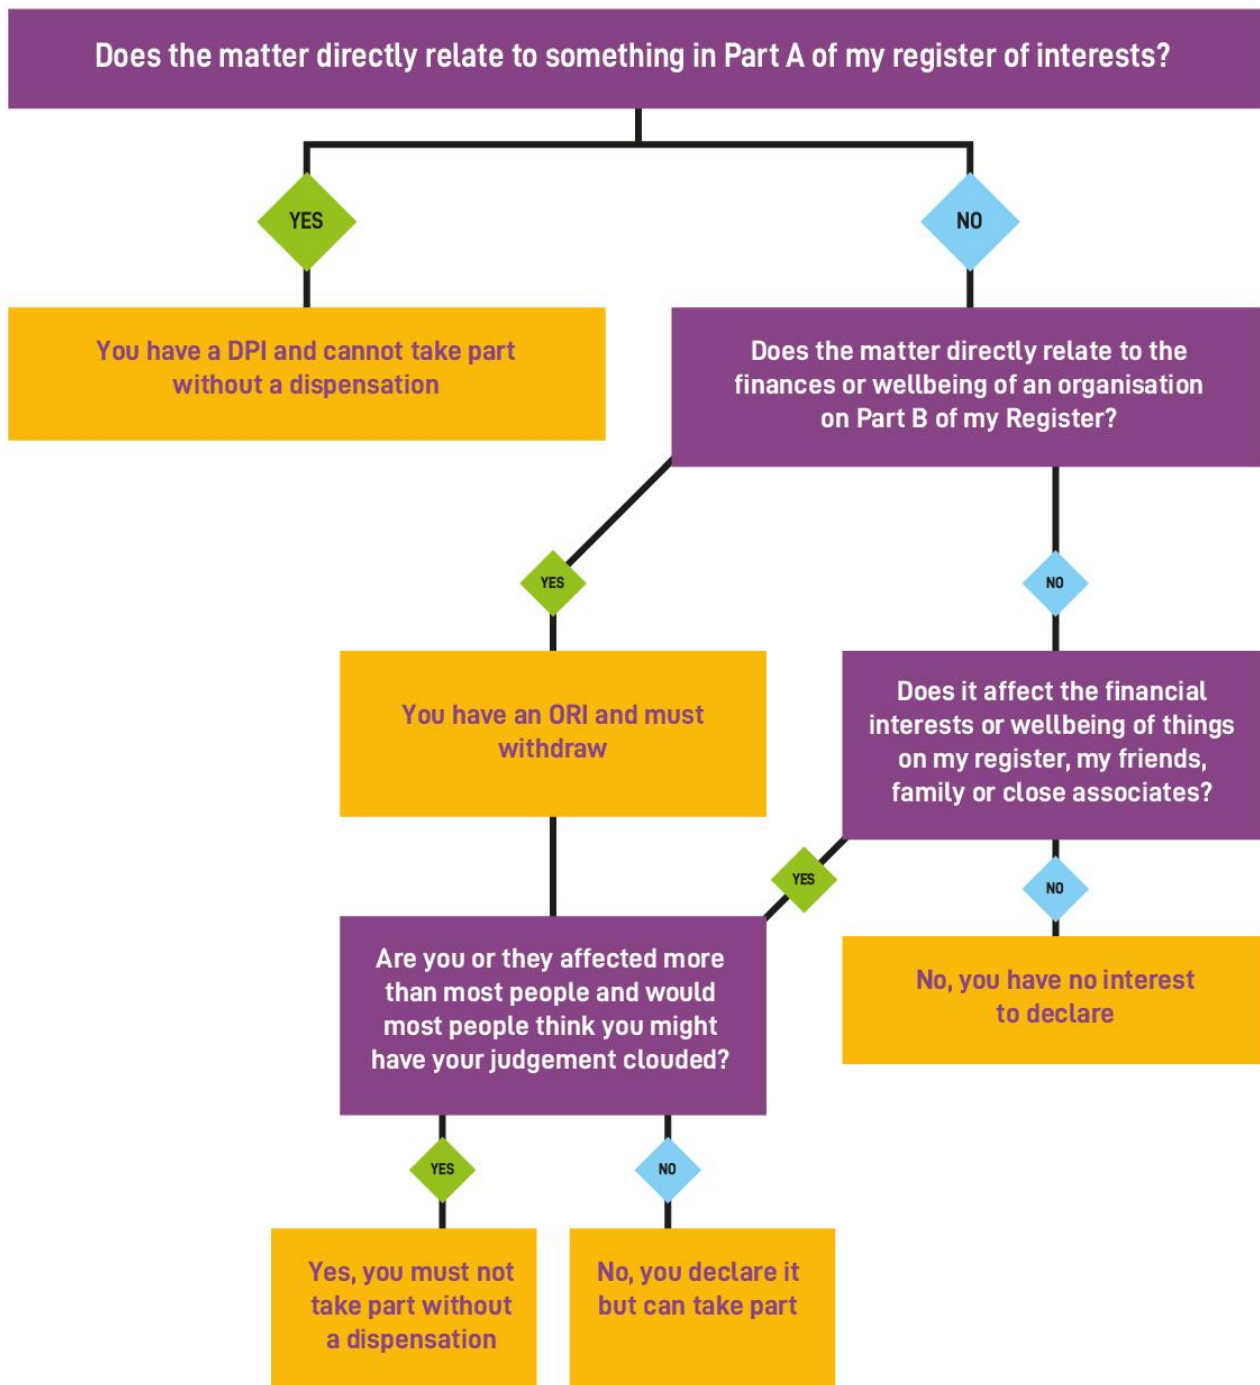 Does the matter directly relate to something in Part A of my register of interests?
YES
NO
You have a DPI and cannot take part
without a dispensation
Does the matter directly relate to the
finances or wellbeing of an organisation
on Part B of my Register?
YES
NO
You have an ORI and must
withdraw
Does it affect the financial
interests or wellbeing of things
on my register, my friends,
family or close associates?
YES
NO
Are you or they affected more
than most people and would
most people think you might
have your judgement clouded?
No, you have no interest
to declare
YES
NO
Yes, you must not
take part without
a dispensation
No, you declare it
but can take part